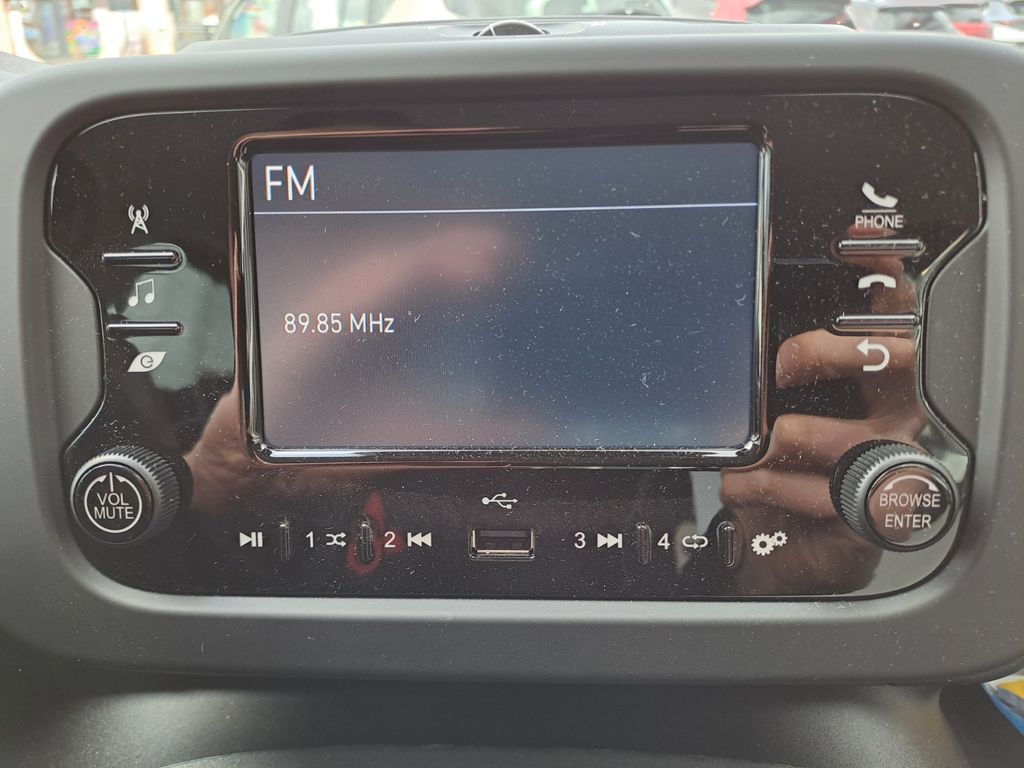 FM
PHONE
89.85 MHz
VOL
MUTE
BROWSE
ENTER
1
2
3
4